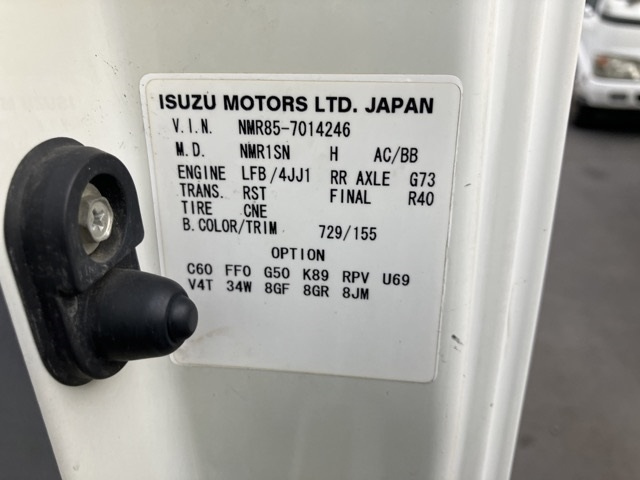 ISUZU MOTORS LTD. JAPAN
V.I.N. NMR85-7014246
M.D. NMR1SN H AC/BB
ENGINE LFB/4JJ1 RR AXLE G73
TRANS. RST FINAL R40
TIRE CNE
B.COLOR/TRIM 729/155
OPTION
C60 FF0 G50 K89 RPV U69
V4T 34W 8GF 8GR 8JM